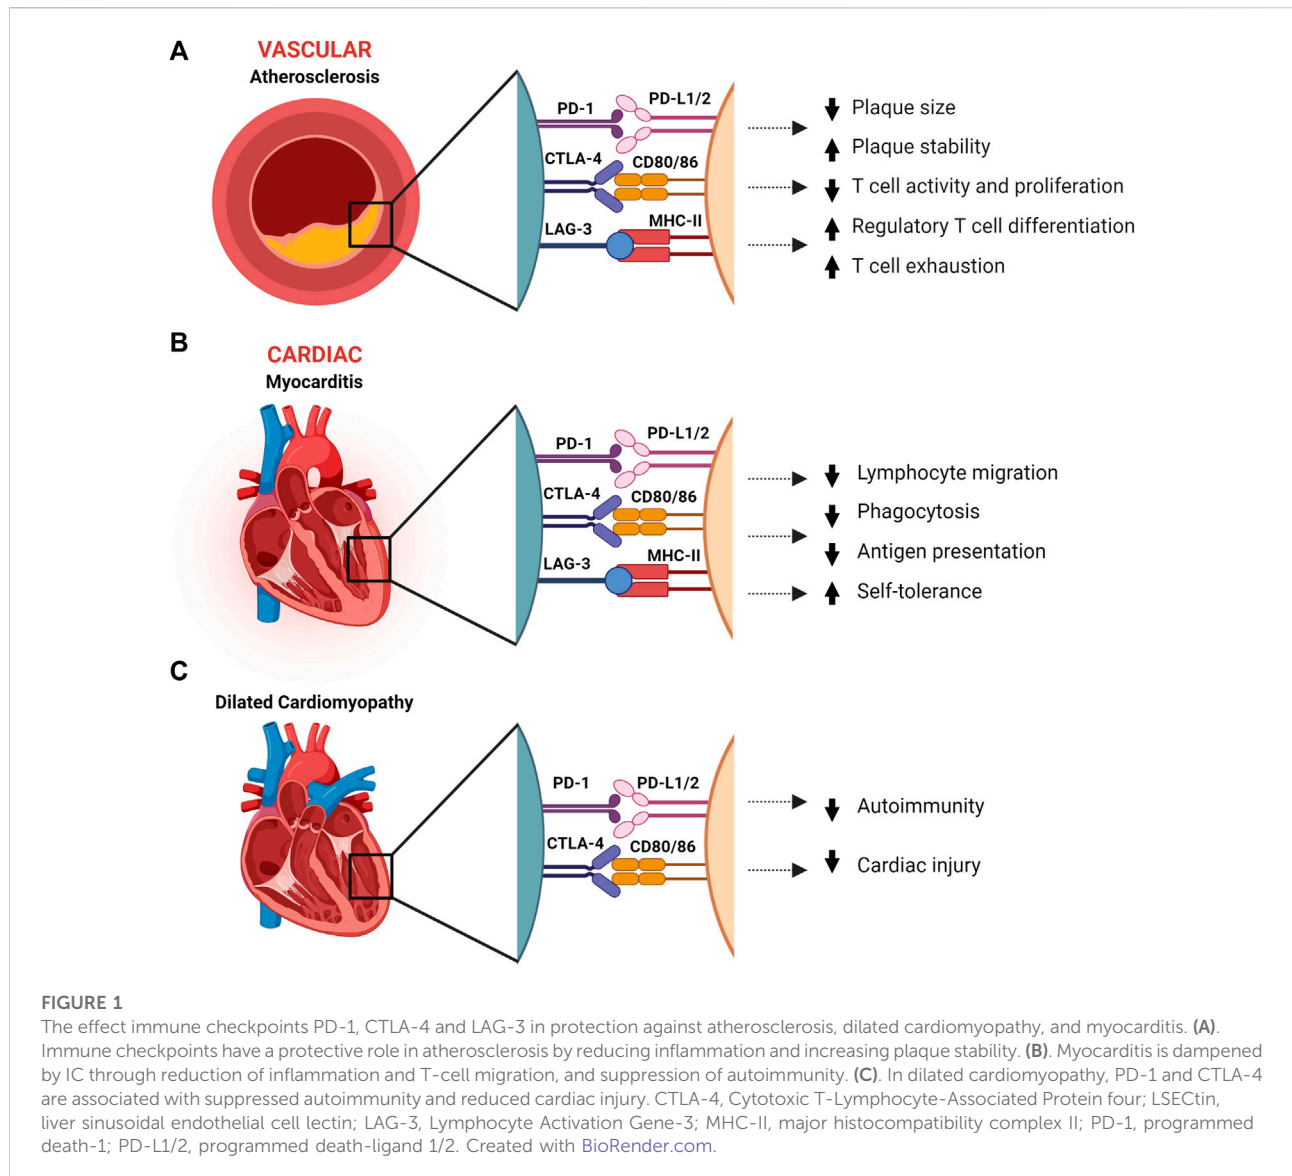 A
VASCULAR
Atherosclerosis
PD-1
PD-L1/2
CTLA-4
CD80/86
LAG-3
MHC-II
Plaque size
Plaque stability
T cell activity and proliferation
Regulatory T cell differentiation
T cell exhaustion
B
CARDIAC
Myocarditis
PD-1
PD-L1/2
CTLA-4
CD80/86
LAG-3
MHC-II
Lymphocyte migration
Phagocytosis
Antigen presentation
Self-tolerance
C
Dilated Cardiomyopathy
PD-1
PD-L1/2
CTLA-4
CD80/86
Autoimmunity
Cardiac injury
FIGURE 1
The effect immune checkpoints PD-1, CTLA-4 and LAG-3 in protection against atherosclerosis, dilated cardiomyopathy, and myocarditis. (A).
Immune checkpoints have a protective role in atherosclerosis by reducing inflammation and increasing plaque stability. (B). Myocarditis is dampened
by IC through reduction of inflammation and T-cell migration, and suppression of autoimmunity. (C). In dilated cardiomyopathy, PD-1 and CTLA-4
are associated with suppressed autoimmunity and reduced cardiac injury. CTLA-4, Cytotoxic T-Lymphocyte-Associated Protein four; LSECtin,
liver sinusoidal endothelial cell lectin; LAG-3, Lymphocyte Activation Gene-3; MHC-II, major histocompatibility complex II; PD-1, programmed
death-1; PD-L1/2, programmed death-ligand 1/2. Created with BioRender.com.